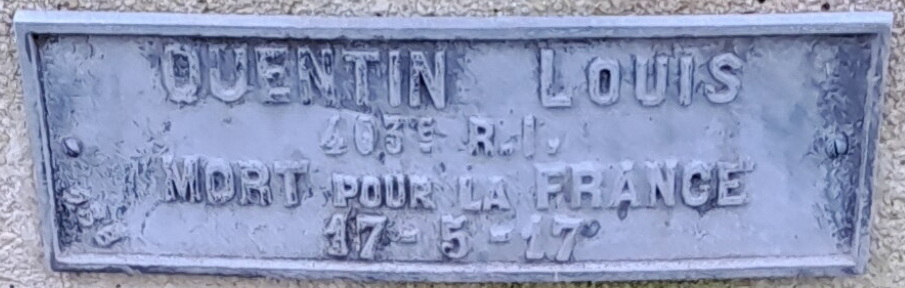 QUENTIN LOUIS
403E R.I.
"MORT POUR LA FRANCE"
17-5-17